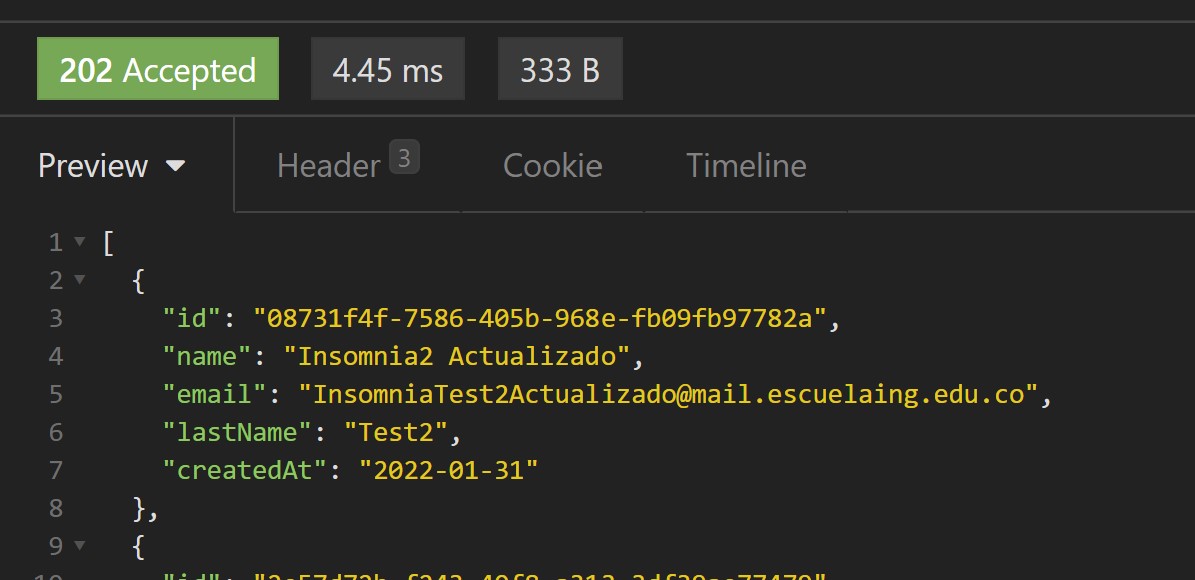 202 Accepted 4.45 ms 333 B
Preview Header 3 Cookie Timeline
1 [
2 {
3 "id": "08731f4f-7586-405b-968e-fb09fb97782a",
4 "name": "Insomnia2 Actualizado",
5 "email": "InsomniaTest2Actualizado@mail.escuelaing.edu.co",
6 "lastName": "Test2",
7 "createdAt": "2022-01-31"
8 },
9 {
10 "id":